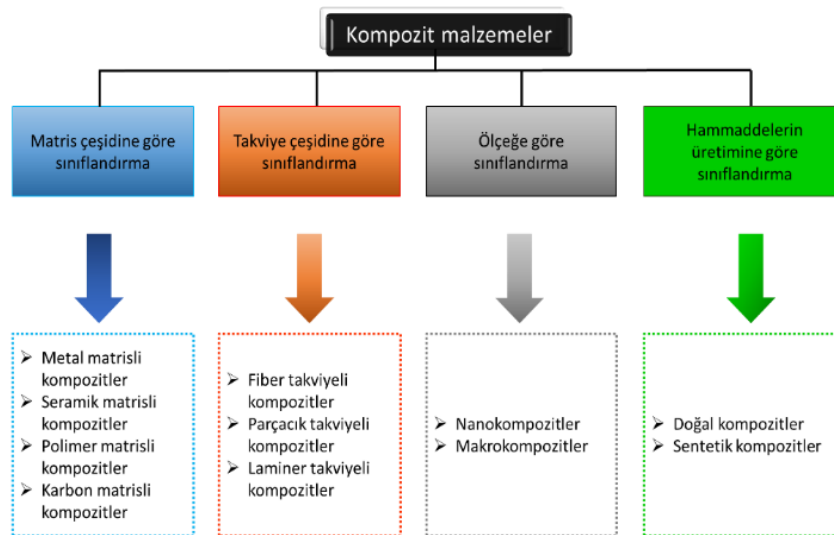 Kompozit malzemeler
Matris çeşidine göre
sınıflandırma
Takviye çeşidine göre
sınıflandırma
Ölçeğe göre
sınıflandırma
Hammaddelerin
üretimine göre
sınıflandırma
➢ Metal matrisli
kompozitler
➢ Seramik matrisli
kompozitler
➢ Polimer matrisli
kompozitler
➢ Karbon matrisli
kompozitler
➢ Fiber takviyeli
kompozitler
➢ Parçacık takviyeli
kompozitler
➢ Laminer takviyeli
kompozitler
➢ Nanokompozitler
➢ Makrokompozitler
➢ Doğal kompozitler
➢ Sentetik kompozitler